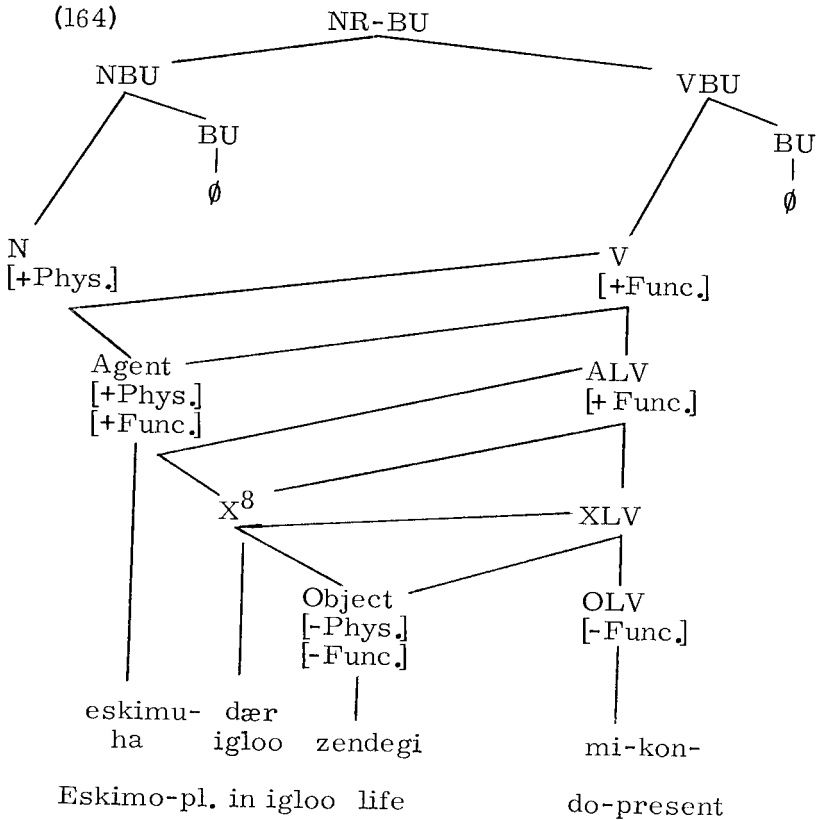 (164)
NR-BU
NBU VBU
BU BU
∅ ∅
N V
[+Phys.] [+Func.]
Agent ALV
[+Phys.] [+Func.]
[+Func.]
X⁸ XLV
Object OLV
[-Phys.] [-Func.]
[-Func.]
eskimu- dær
ha igloo zendegi mi-kon-
Eskimo-pl. in igloo life do-present